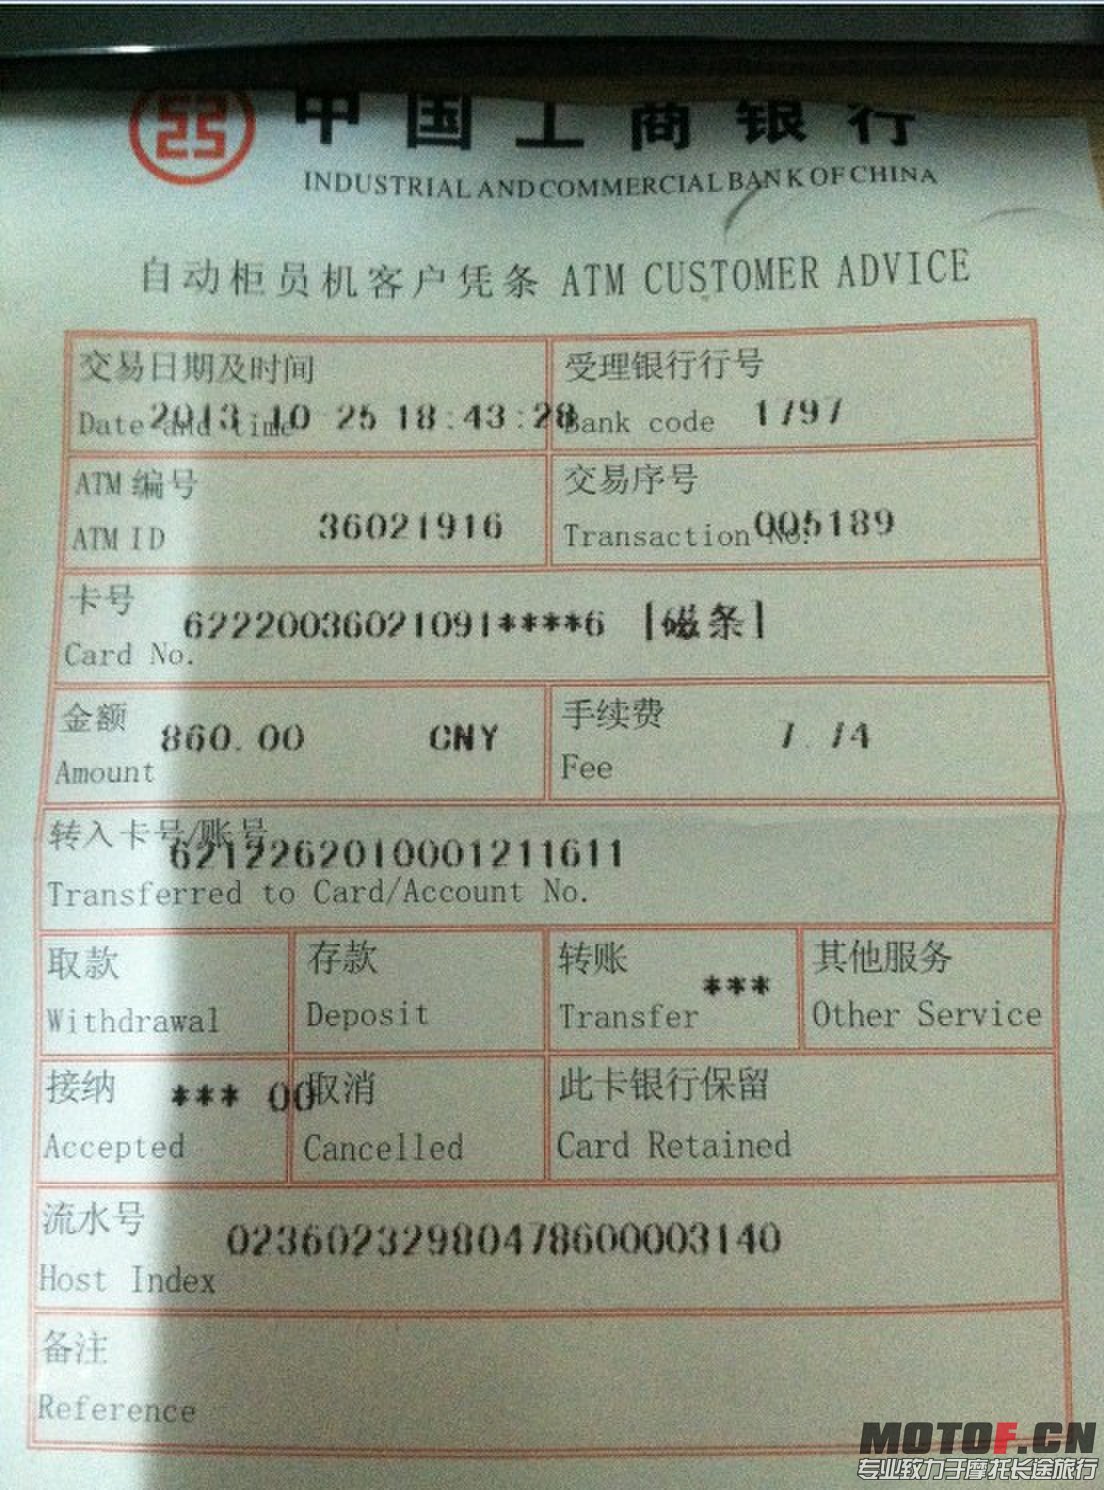 中国工商银行
INDUSTRIAL AND COMMERCIAL BANK OF CHINA
自动柜员机客户凭条 ATM CUSTOMER ADVICE
交易日期及时间
Date and time 2013 10 25 18:43:28
受理银行行号
Bank code 1797
ATM 编号
ATM ID 36021916
交易序号
Transaction No. 005189
卡号
62220036021091****6 [磁条]
Card No.
金额
860.00 CNY
Amount
手续费
7.74
Fee
转入卡号/账号
6212262010001211611
Transferred to Card/Account No.
取款
Withdrawal
存款
Deposit
转账
***
Transfer
其他服务
Other Service
接纳
*** 00
Accepted
取消
Cancelled
此卡银行保留
Card Retained
流水号
02360232980478600003140
Host Index
备注
Reference
MOTOF.CN
专业致力于摩托长途旅行